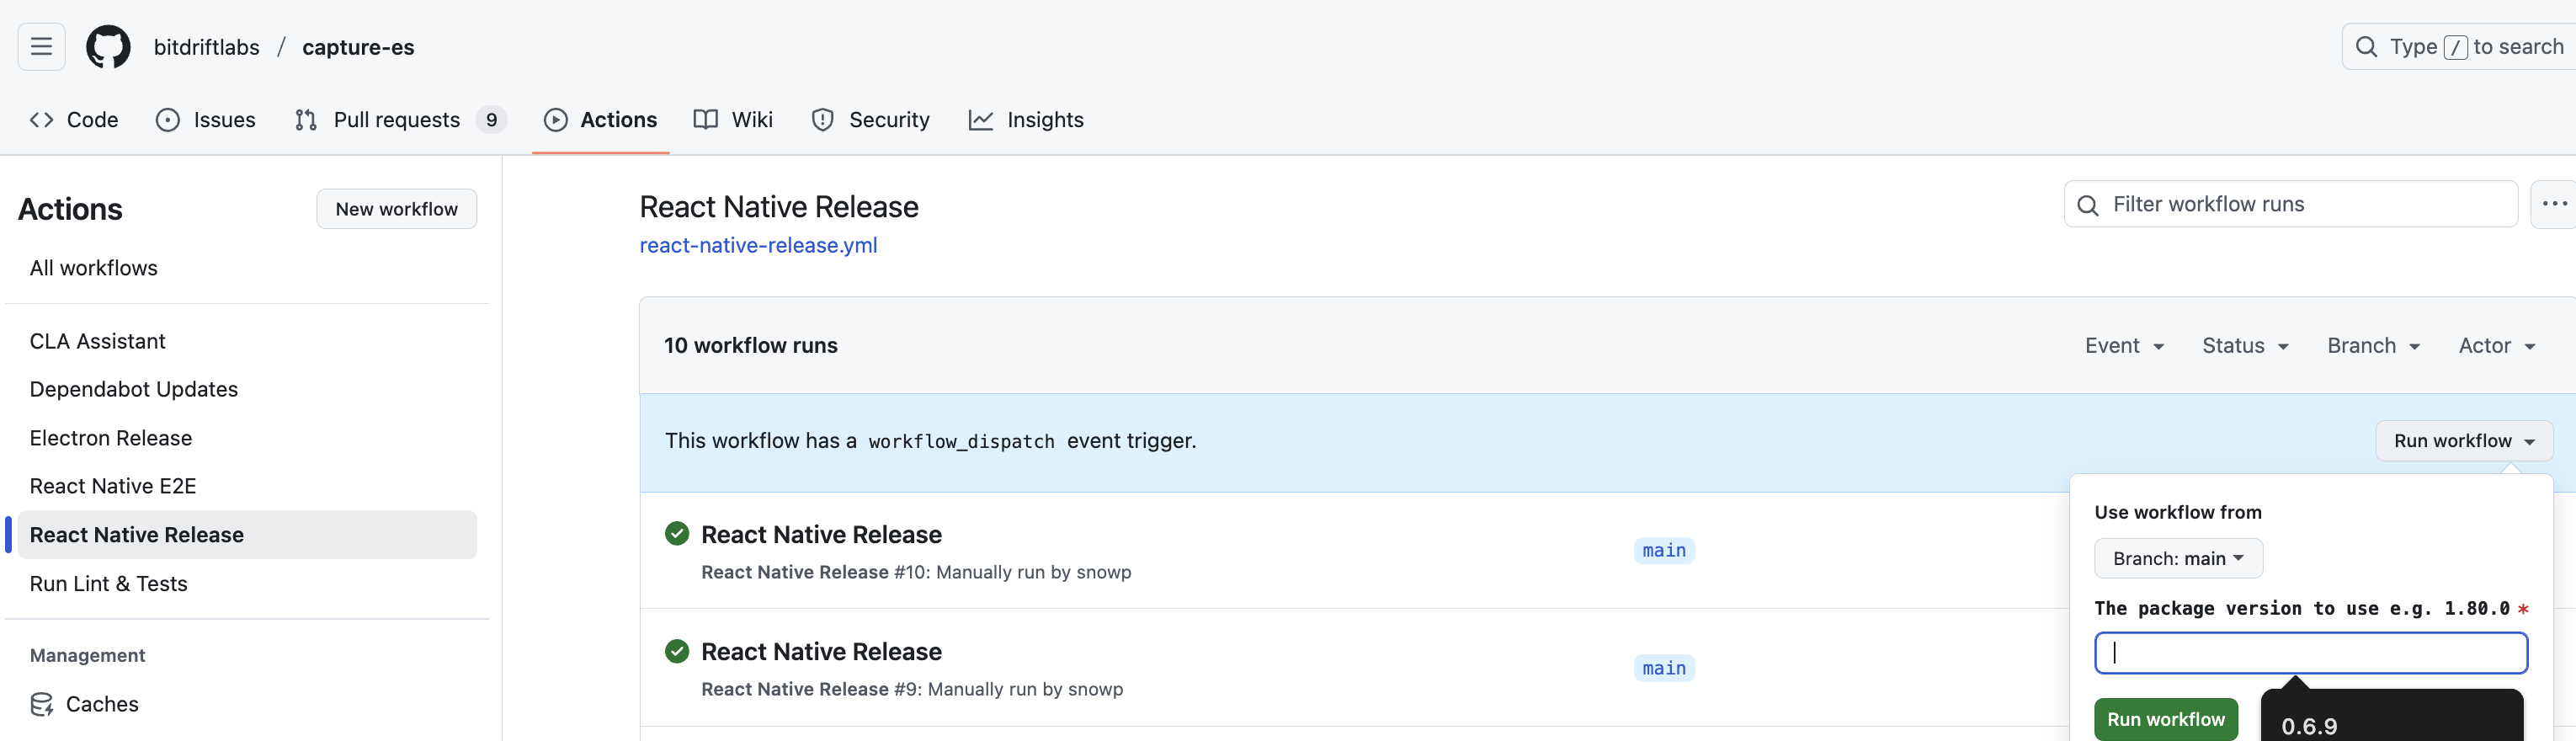 bitdriftlabs / capture-es
Type / to search
Code Issues Pull requests 9 Actions Wiki Security Insights
Actions
New workflow
All workflows
CLA Assistant
Dependabot Updates
Electron Release
React Native E2E
React Native Release
Run Lint & Tests
Management
Caches
React Native Release
react-native-release.yml
Filter workflow runs
10 workflow runs
Event Status Branch Actor
This workflow has a workflow_dispatch event trigger.
Run workflow
React Native Release
React Native Release #10: Manually run by snowp
main
React Native Release
React Native Release #9: Manually run by snowp
main
Use workflow from
Branch: main
The package version to use e.g. 1.80.0 *
Run workflow
0.6.9